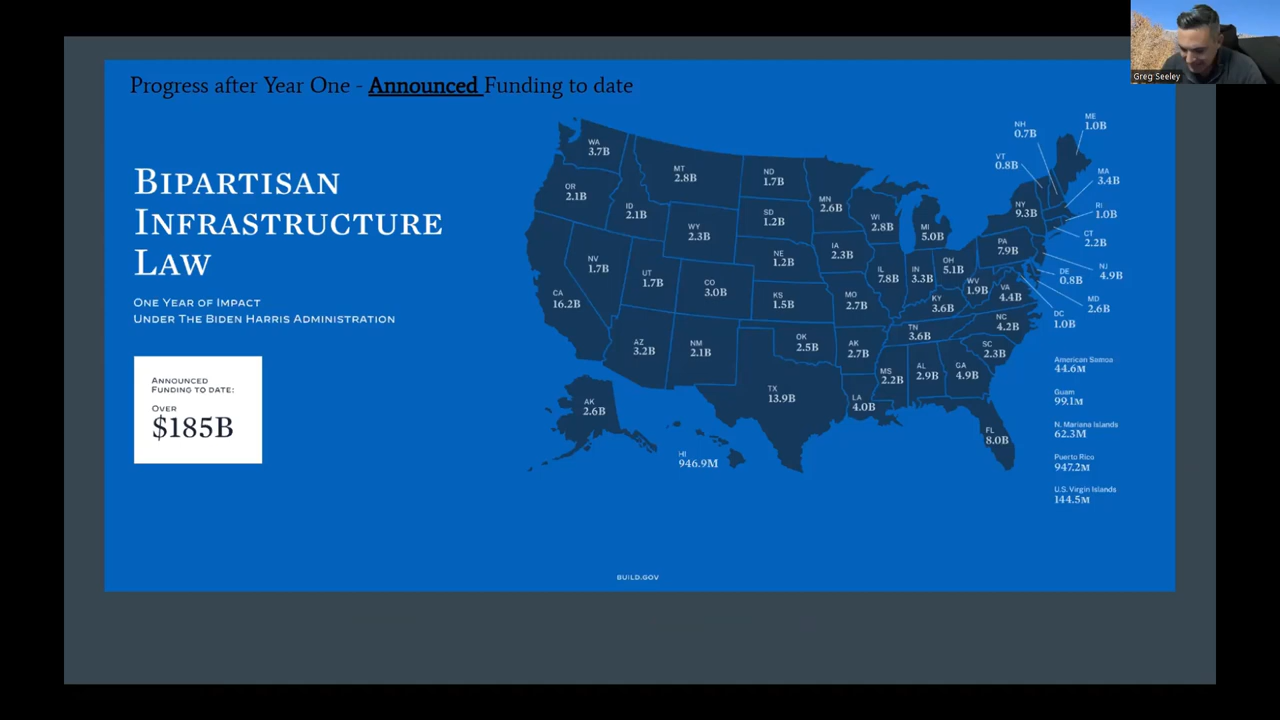 Progress after Year One - Announced Funding to date
Greg Seeley
BIPARTISAN
INFRASTRUCTURE
LAW
ONE YEAR OF IMPACT
UNDER THE BIDEN HARRIS ADMINISTRATION
ANNOUNCED
FUNDING TO DATE:
OVER
$185B
WA
3.7B
OR
2.1B
ID
2.1B
MT
2.8B
ND
1.7B
SD
1.2B
WY
2.3B
NE
1.2B
NV
1.7B
UT
1.7B
CO
3.0B
KS
1.5B
CA
16.2B
AZ
3.2B
NM
2.1B
OK
2.5B
TX
13.9B
AK
2.6B
HI
946.9M
MN
2.6B
IA
2.3B
MO
2.7B
AK
2.7B
LA
4.0B
WI
2.8B
IL
7.8B
MI
5.0B
IN
3.3B
OH
5.1B
KY
3.6B
TN
3.6B
MS
2.2B
AL
2.9B
GA
4.9B
FL
8.0B
SC
2.3B
NC
4.2B
VA
4.4B
WV
1.9B
PA
7.9B
NY
9.3B
VT
0.8B
NH
0.7B
ME
1.0B
MA
3.4B
RI
1.0B
CT
2.2B
NJ
4.9B
DE
0.8B
MD
2.6B
DC
1.0B
American Samoa
44.6M
Guam
99.1M
N. Mariana Islands
62.3M
Puerto Rico
947.2M
U.S. Virgin Islands
144.5M
BUILD.GOV